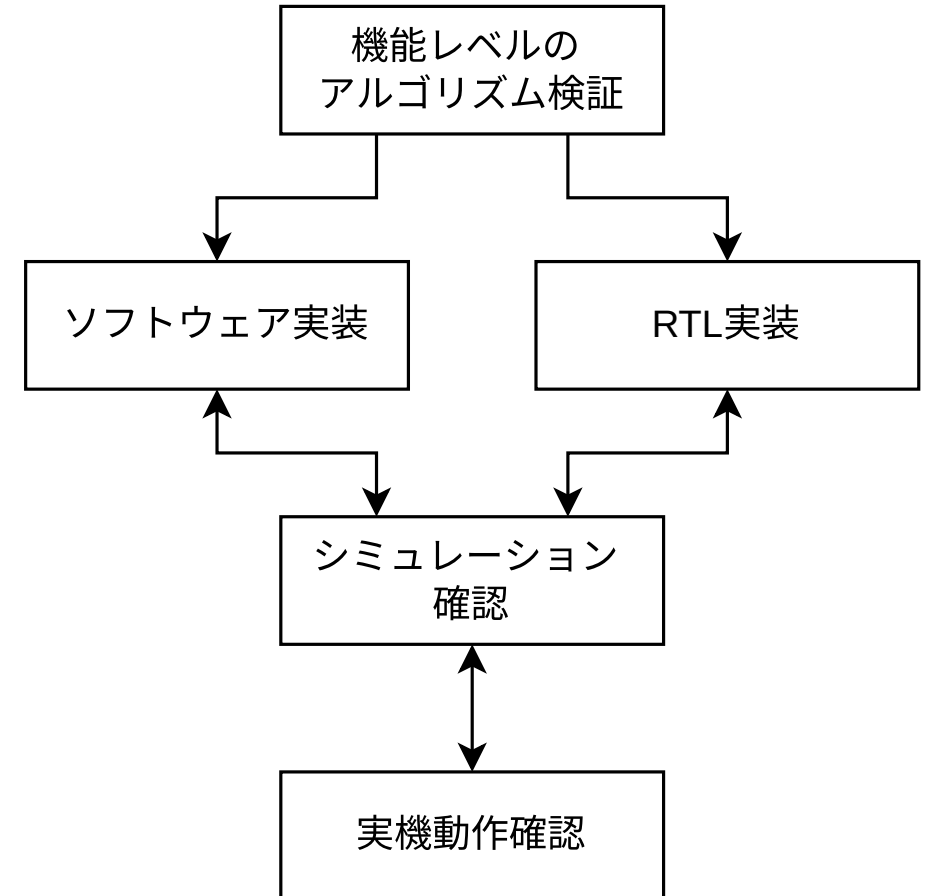 機能レベルの
アルゴリズム検証
ソフトウェア実装
RTL実装
シミュレーション
確認
実機動作確認